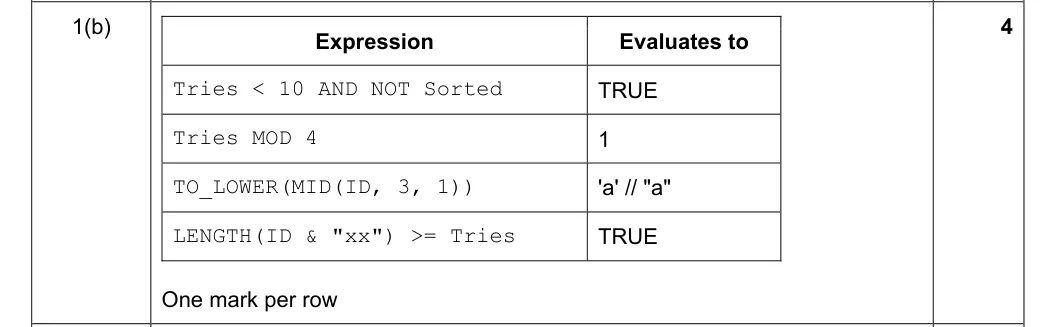 1(b)
Expression Evaluates to
4
Tries < 10 AND NOT Sorted TRUE
Tries MOD 4 1
TO_LOWER(MID(ID, 3, 1)) 'a' // "a"
LENGTH(ID & "xx") >= Tries TRUE
One mark per row